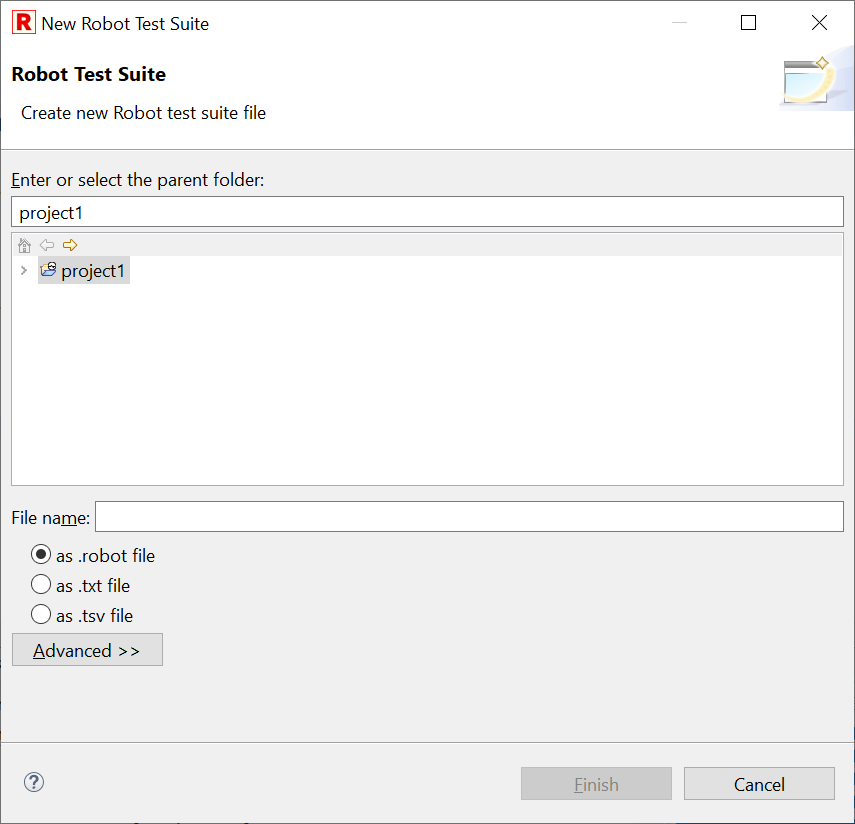 R New Robot Test Suite
Robot Test Suite
Create new Robot test suite file
Enter or select the parent folder:
project1
project1
File name:
as .robot file
as .txt file
as .tsv file
Advanced >>
?
Finish Cancel